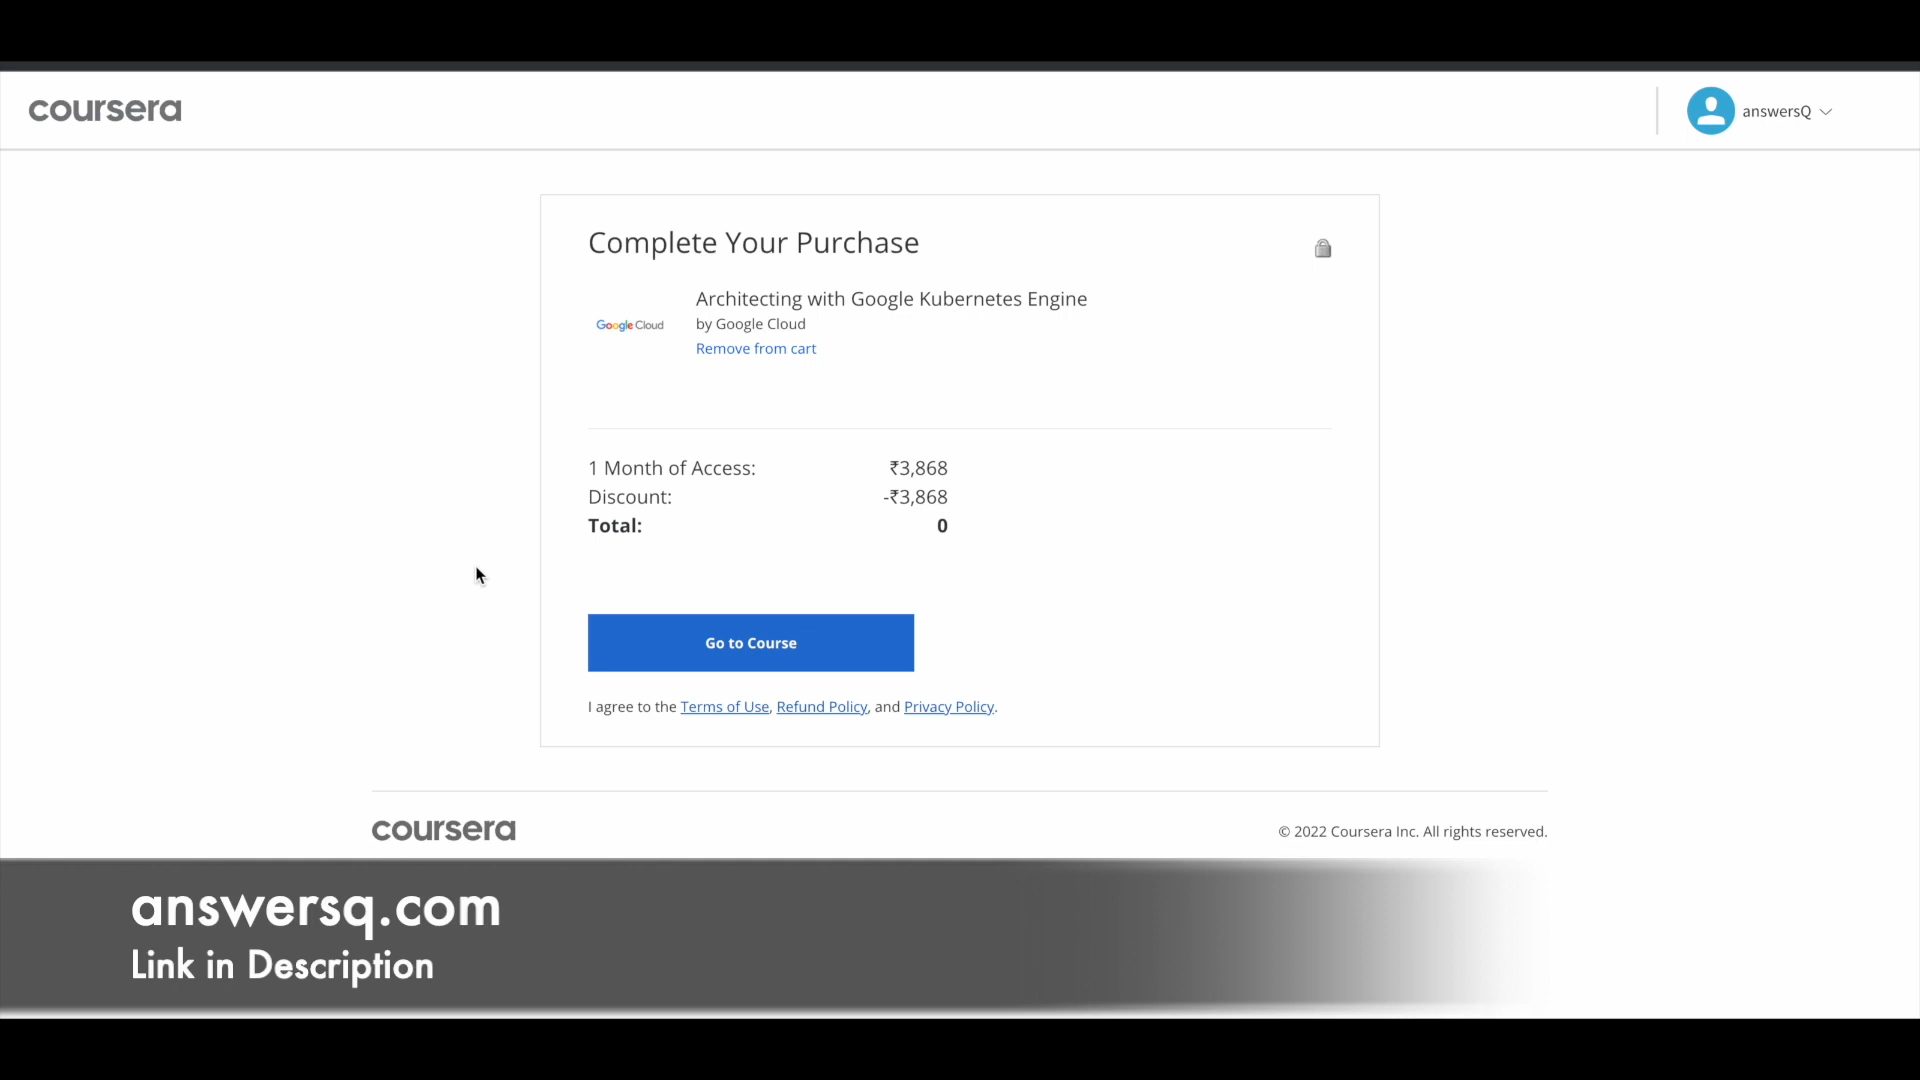 coursera
answersQ
Complete Your Purchase
Google Cloud
Architecting with Google Kubernetes Engine
by Google Cloud
Remove from cart
1 Month of Access: ₹3,868
Discount: -₹3,868
Total: 0
Go to Course
I agree to the Terms of Use, Refund Policy, and Privacy Policy.
coursera
© 2022 Coursera Inc. All rights reserved.
answersq.com
Link in Description